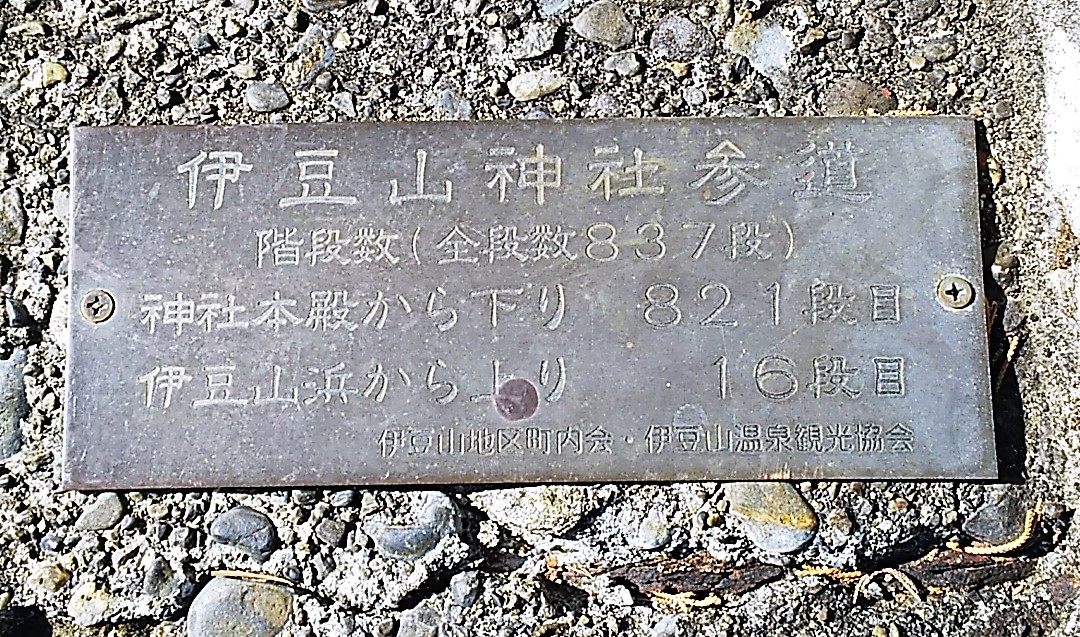 伊豆山神社参道
階段数(全段数837段)
神社本殿から下り 821段目
伊豆山浜から上り 16段目
伊豆山地区町内会・伊豆山温泉観光協会